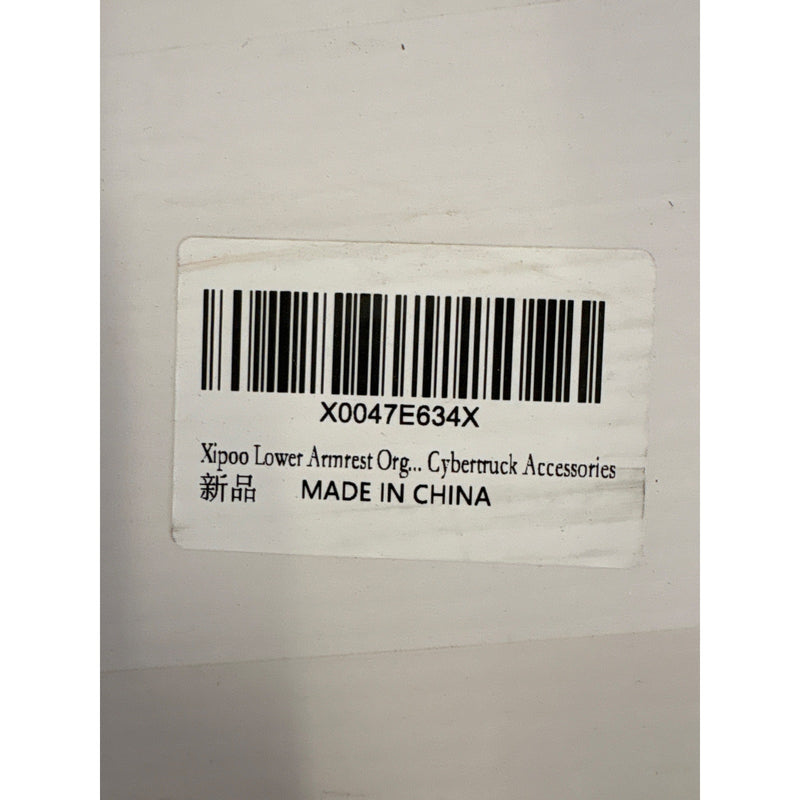 X0047E634X
Xipoo Lower Armrest Org... Cybertruck Accessories
新品 MADE IN CHINA